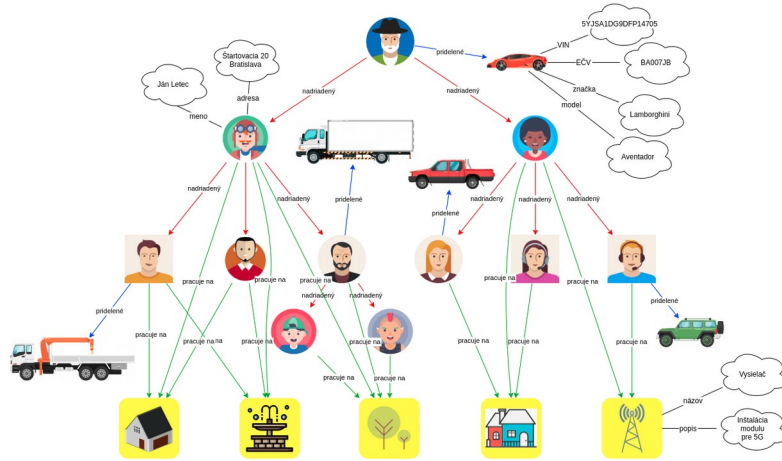 5YJSA1DG9DFP14705
VIN
pridelené
EČV
BA007JB
značka
Lamborghini
model
Aventador
Štartovacia 20
Bratislava
Ján Letec
meno
adresa
nadriadený
nadriadený
nadriadený
nadriadený
pridelené
pridelené
nadriadený
nadriadený
nadriadený
pracuje na
pracuje na
pracuje na
pracuje na
pracuje na
nadriadený
nadriadený
pridelené
pridelené
pracuje na
pracuje na
na
pracuje na
pracuje na
pracuje na
pracuje na
pracuje na
pracuje na
pracuje na
názov
Vysielač
popis
Inštalácia
modulu
pre 5G